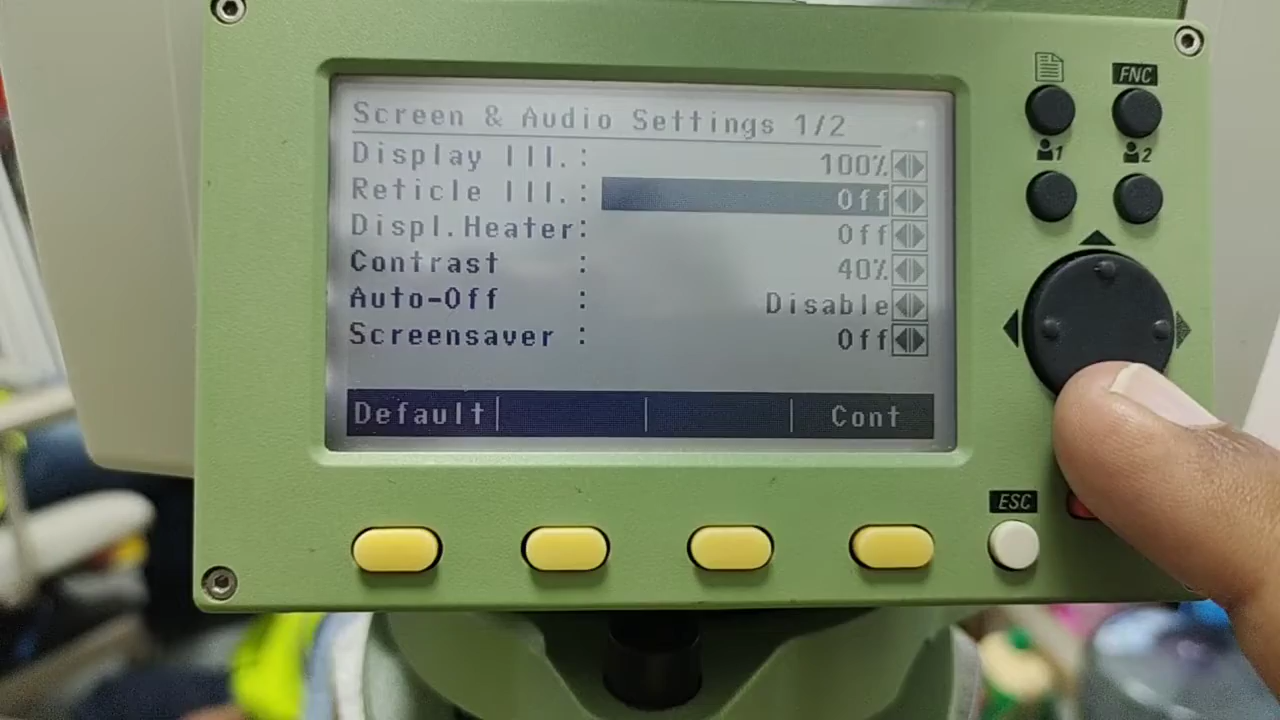 Screen & Audio Settings 1/2
Display Ill. : 100%
Reticle Ill. : Off
Displ.Heater: Off
Contrast : 40%
Auto-Off : Disable
Screensaver : Off
Default Cont
FNC
1 2
ESC